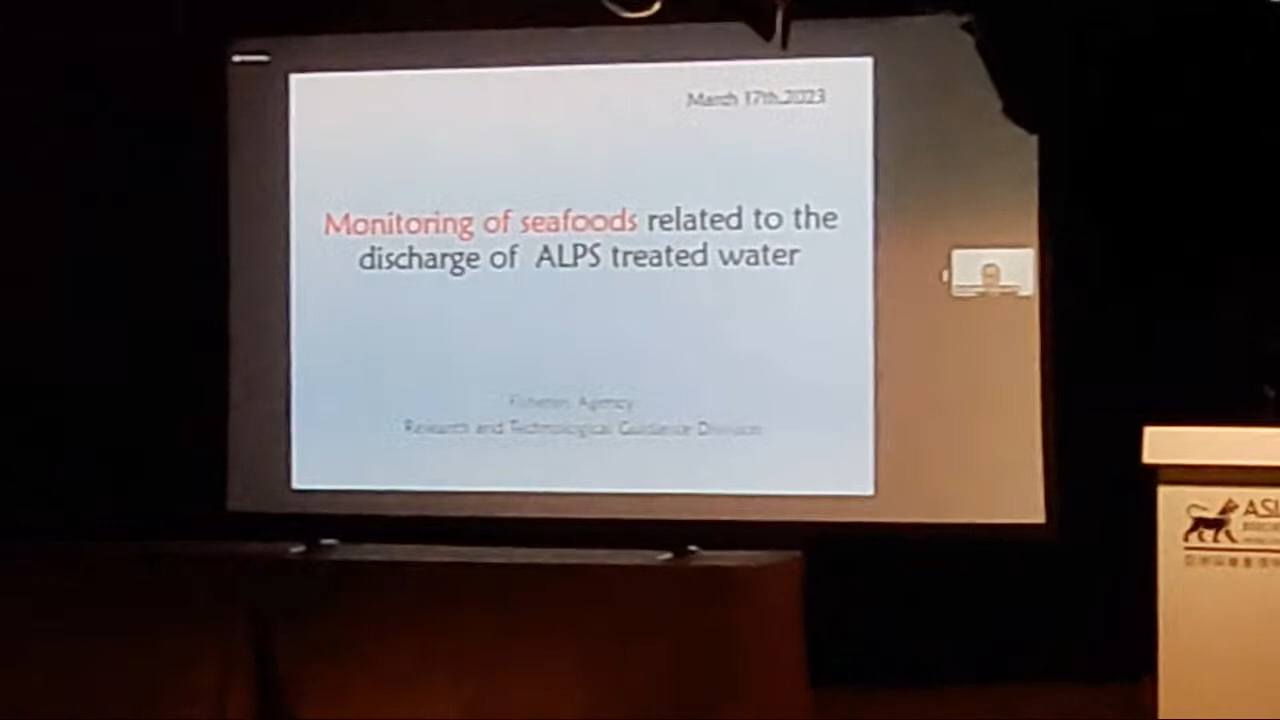 March 17th.2023
Monitoring of seafoods related to the
discharge of ALPS treated water
Fisheries Agency
Research and Technological Guidance Division
ASI